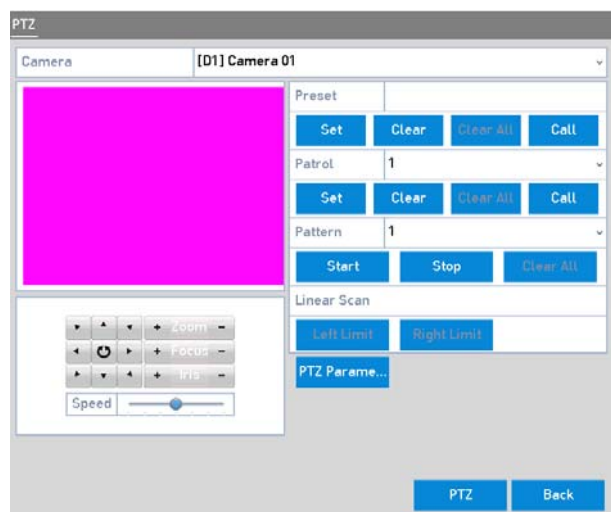 PTZ
Camera [D1] Camera 01
Preset
Set Clear Clear All Call
Patrol 1
Set Clear Clear All Call
Pattern 1
Start Stop Clear All
Linear Scan
Left Limit Right Limit
PTZ Parame...
+ Zoom -
+ Focus -
+ Iris -
Speed
PTZ Back